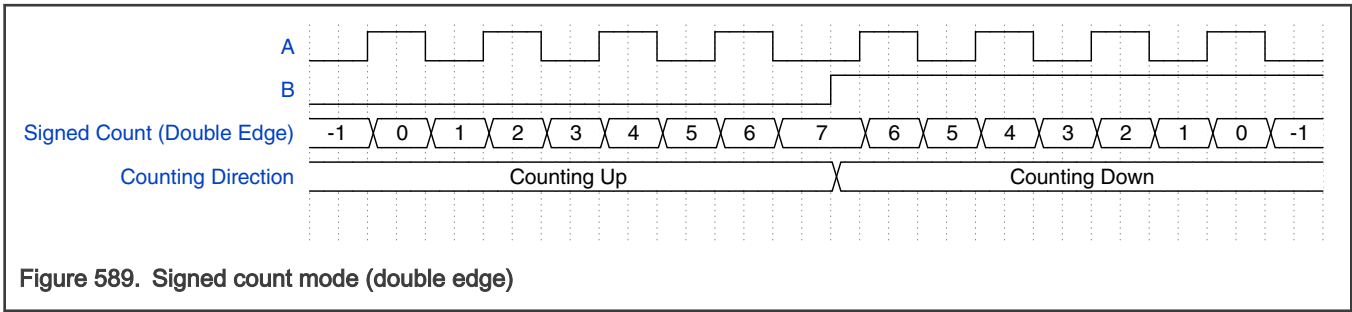 A
B
Signed Count (Double Edge) -1 0 1 2 3 4 5 6 7 6 5 4 3 2 1 0 -1
Counting Direction Counting Up Counting Down
Figure 589. Signed count mode (double edge)